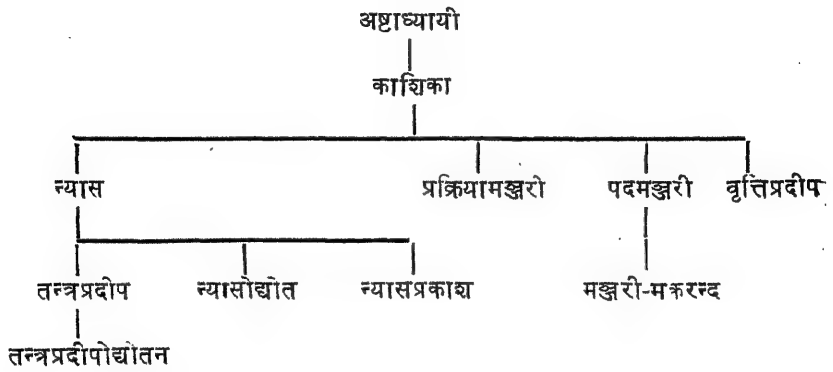 अष्टाध्यायी
काशिका
न्यास प्रक्रियामञ्जरी पदमञ्जरी वृत्तिप्रदीप
तन्त्रप्रदीप न्यासोद्योत न्यासप्रकाश मञ्जरी-मकरन्द
तन्त्रप्रदीपोद्योतन